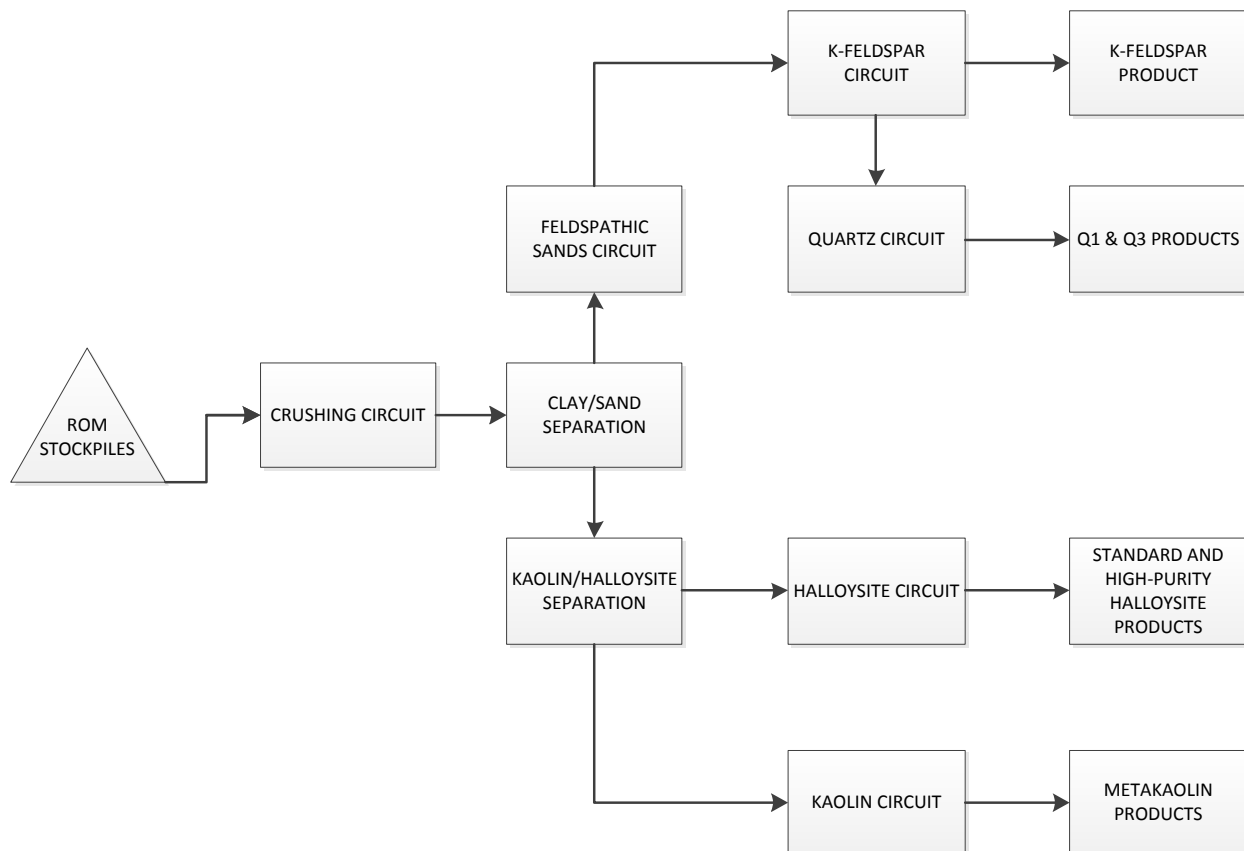 K-FELDSPAR
CIRCUIT
K-FELDSPAR
PRODUCT
FELDSPATHIC
SANDS CIRCUIT
QUARTZ CIRCUIT
Q1 & Q3 PRODUCTS
ROM
STOCKPILES
CRUSHING CIRCUIT
CLAY/SAND
SEPARATION
KAOLIN/HALLOYSITE
SEPARATION
HALLOYSITE CIRCUIT
STANDARD AND
HIGH-PURITY
HALLOYSITE
PRODUCTS
KAOLIN CIRCUIT
METAKAOLIN
PRODUCTS